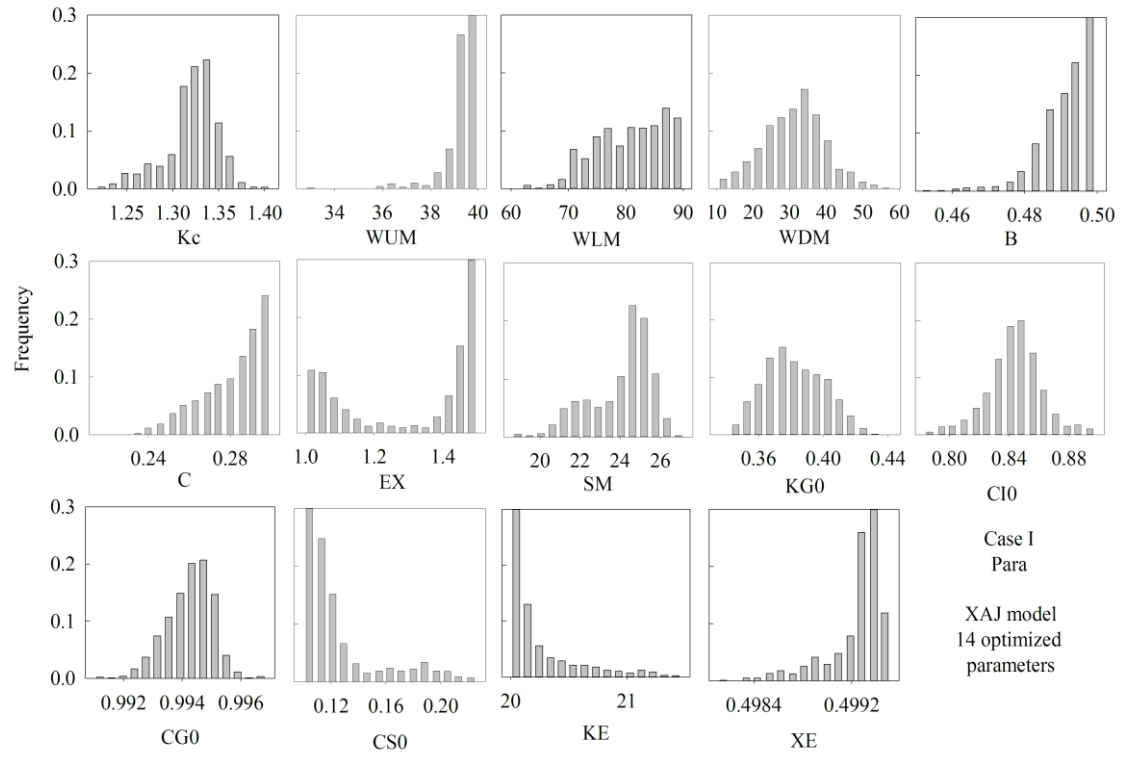 0.3
0.2
0.1
0.0
1.25 1.30 1.35 1.40
Kc
34 36 38 40
WUM
60 70 80 90
WLM
10 20 30 40 50 60
WDM
0.46 0.48 0.50
B
Frequency
0.3
0.2
0.1
0.0
0.24 0.28
C
1.0 1.2 1.4
EX
20 22 24 26
SM
0.36 0.40 0.44
KG0
0.80 0.84 0.88
CI0
0.3
0.2
0.1
0.0
0.992 0.994 0.996
CG0
0.12 0.16 0.20
CS0
20 21
KE
0.4984 0.4992
XE
Case I
Para
XAJ model
14 optimized
parameters